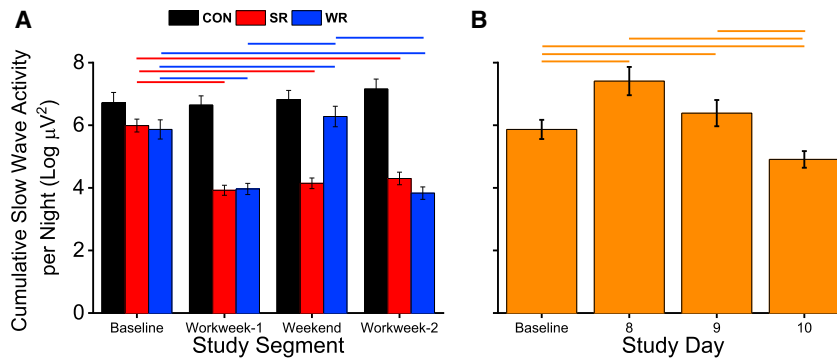 A
CON SR WR
B
Cumulative Slow Wave Activity
per Night (Log μV²)
8
6
4
2
0
Baseline Workweek-1 Weekend Workweek-2
Study Segment
Baseline 8 9 10
Study Day